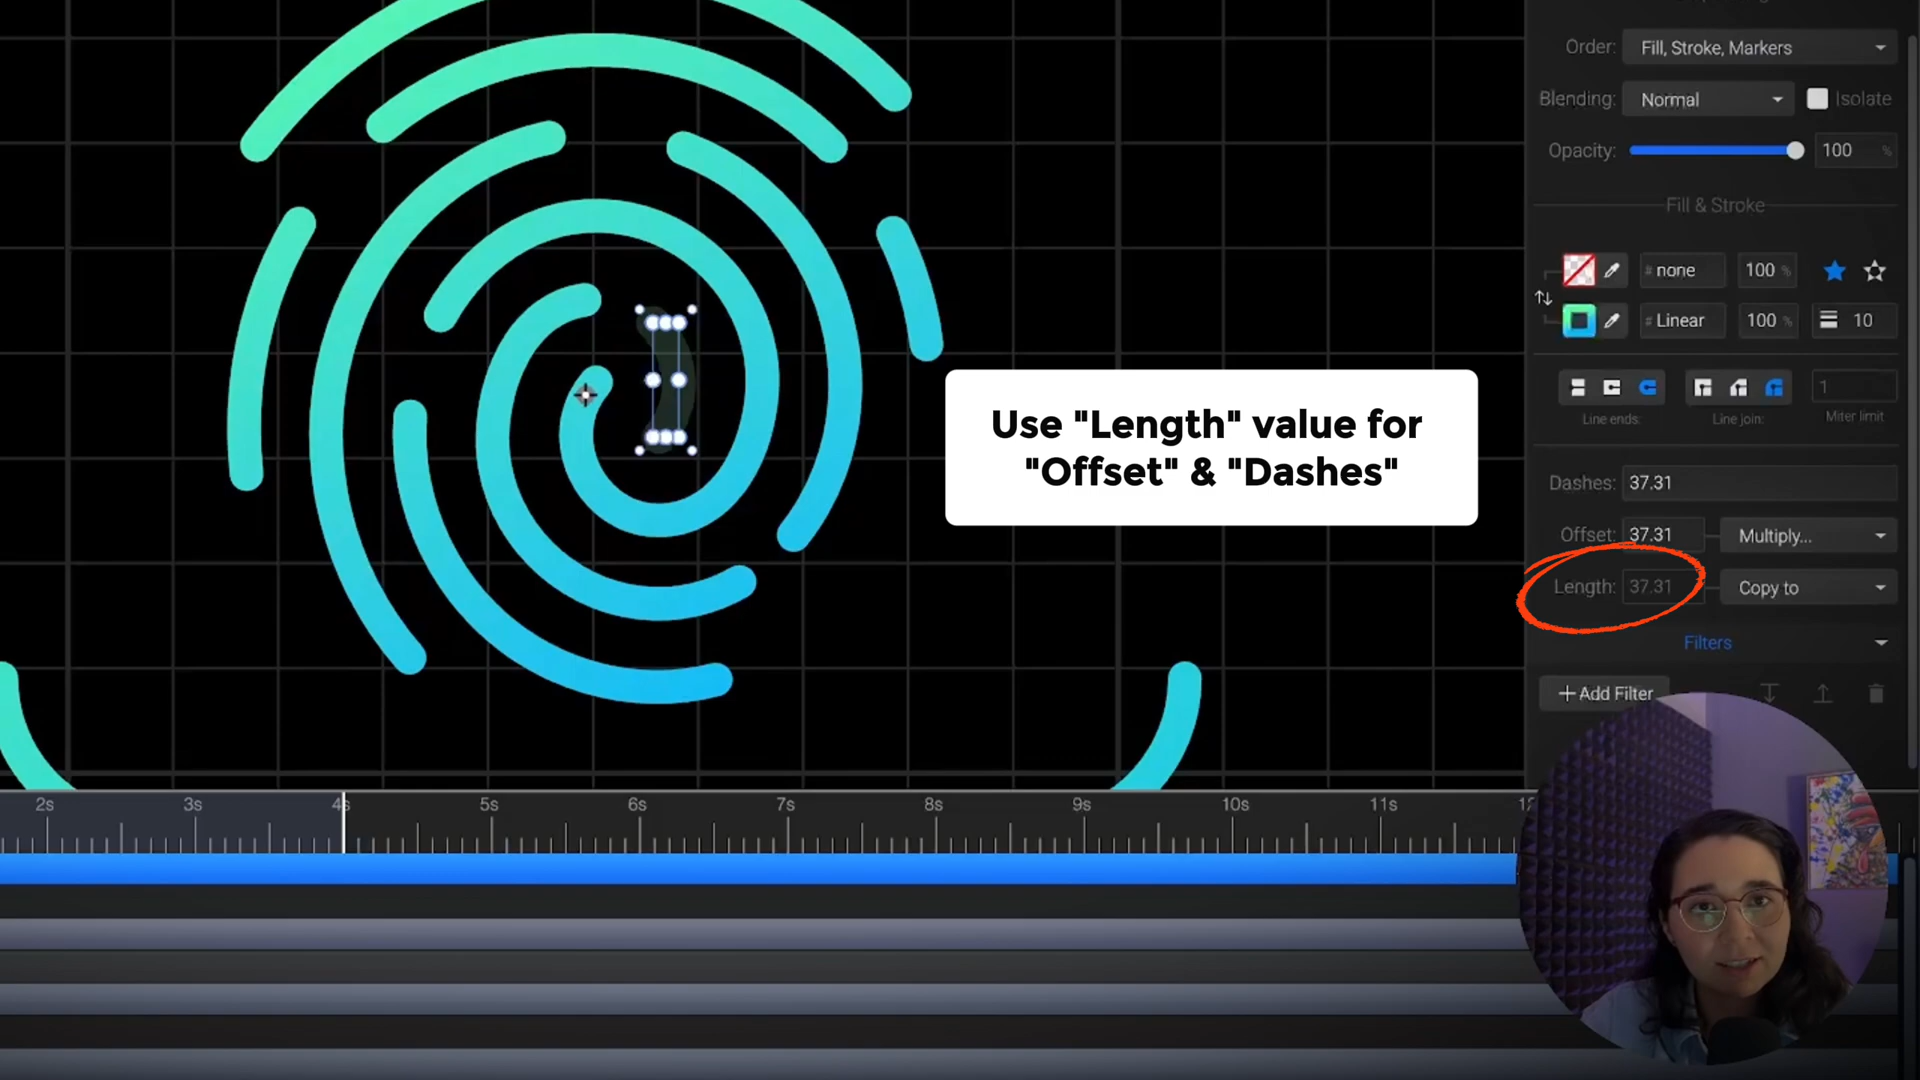 Order: Fill, Stroke, Markers
Blending: Normal Isolate
Opacity: 100 %
Fill & Stroke
# none 100 %
# Linear 100 % 10
1
Line ends: Line join: Miter limit
Use "Length" value for
"Offset" & "Dashes"
Dashes: 37.31
Offset: 37.31 Multiply...
Length: 37.31 Copy to
Filters
+ Add Filter
2s 3s 4s 5s 6s 7s 8s 9s 10s 11s